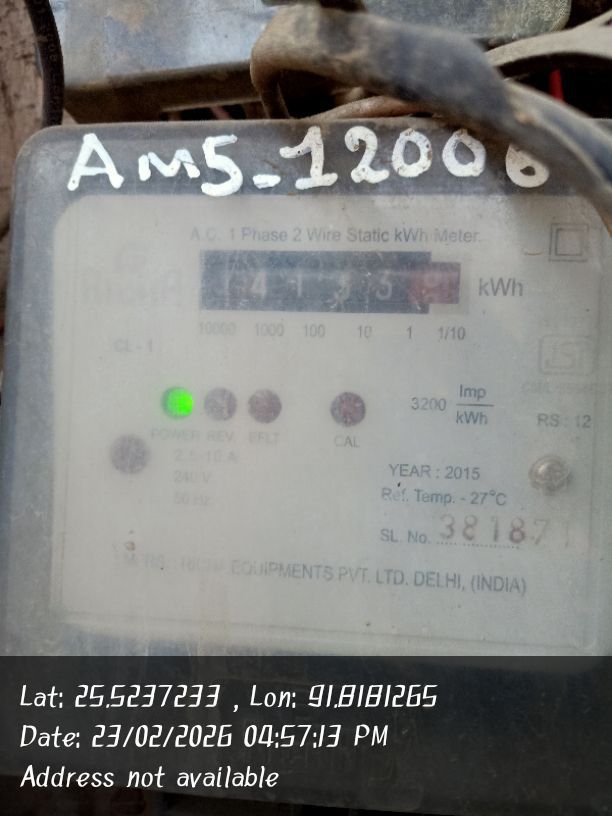 AM5-12006
A.C. 1 Phase 2 Wire Static kWh Meter.
kWh
10000 1000 100 10 1 1/10
CL-1
3200 Imp/kWh
RS : 12
POWER REV. EFLT CAL
2.5-10 A
240 V
50 Hz
YEAR : 2015
Ref. Temp. - 27°C
SL. No. 381871
EQUIPMENTS PVT. LTD. DELHI, (INDIA)
Lat: 25.5237233 , Lon: 91.8181265
Date: 23/02/2026 04:57:13 PM
Address not available